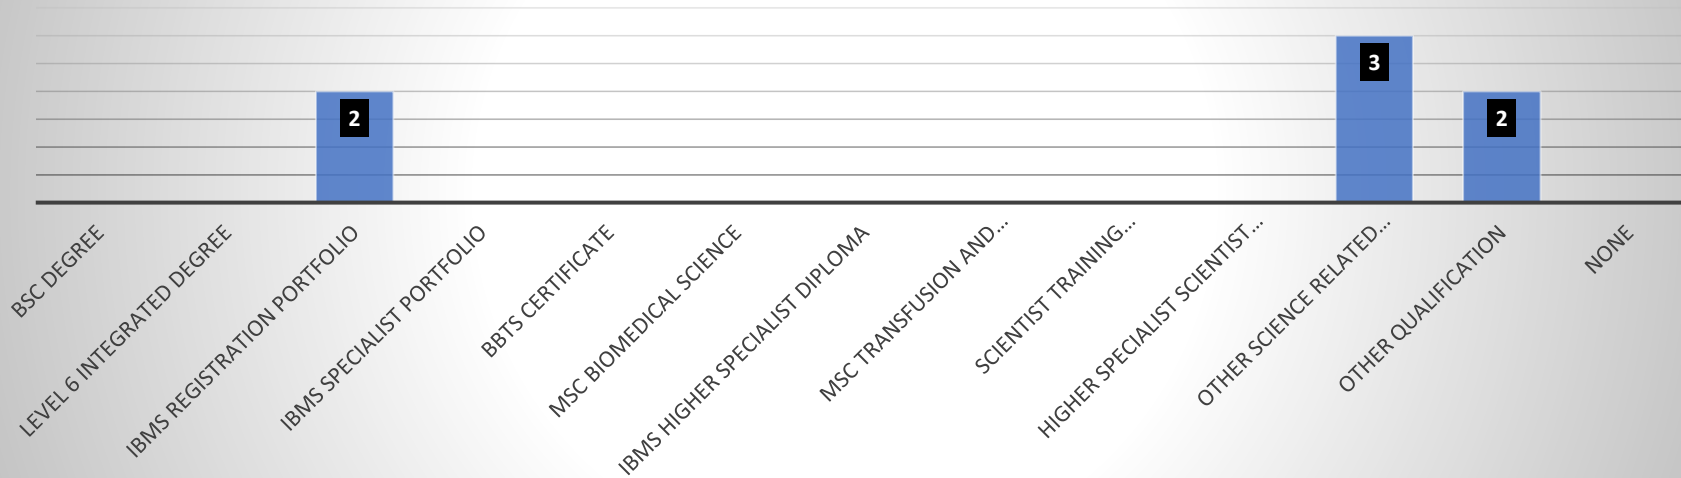 2
3
2
BSC DEGREE
LEVEL 6 INTEGRATED DEGREE
IBMS REGISTRATION PORTFOLIO
IBMS SPECIALIST PORTFOLIO
BBTS CERTIFICATE
MSC BIOMEDICAL SCIENCE
IBMS HIGHER SPECIALIST DIPLOMA
MSC TRANSFUSION AND...
SCIENTIST TRAINING...
HIGHER SPECIALIST SCIENTIST...
OTHER SCIENCE RELATED...
OTHER QUALIFICATION
NONE